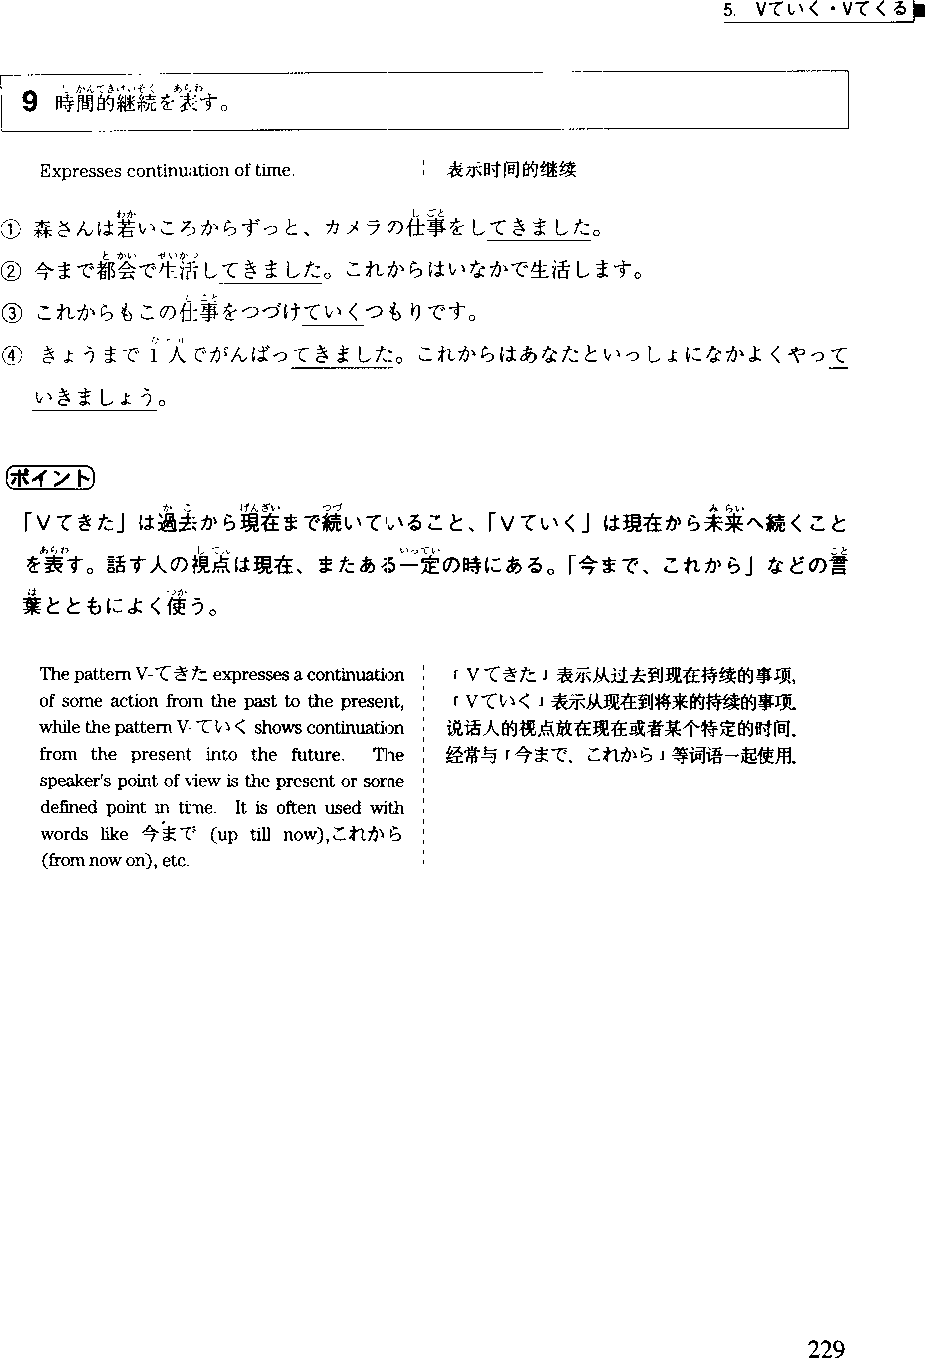 5. Vていく・Vてくる
9 時間的継続を表す。
Expresses continuation of time.
表示时间的继续
① 森さんは若いころからずっと、カメラの仕事をしてきました。
② 今まで都会で生活してきました。これからはいなかで生活します。
③ これからもこの仕事をつづけていくつもりです。
④ きょうまで1人でがんばってきました。これからはあなたといっしょになかよくやって
いきましょう。
ポイント
「Vてきた」は過去から現在まで続いていること、「Vていく」は現在から未来へ続くこと
を表す。話す人の視点は現在、またある一定の時にある。「今まで、これから」などの言
葉とともによく使う。
The pattern V-てきた expresses a continuation
of some action from the past to the present,
while the pattern V-ていく shows continuation
from the present into the future. The
speaker's point of view is the present or some
defined point in time. It is often used with
words like 今まで (up till now),これから
(from now on), etc.
「Vてきた」表示从过去到现在持续的事项,
「Vていく」表示从现在到将来的持续的事项.
说话人的视点放在现在或者某个特定的时间.
经常与「今まで、これから」等词语一起使用.
229